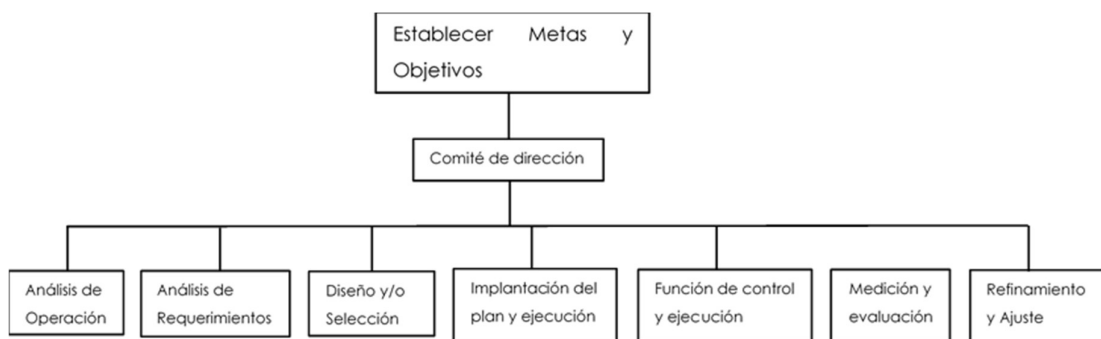 Establecer Metas y
Objetivos
Comité de dirección
Análisis de
Operación
Análisis de
Requerimientos
Diseño y/o
Selección
Implantación del
plan y ejecución
Función de control
y ejecución
Medición y
evaluación
Refinamiento
y Ajuste